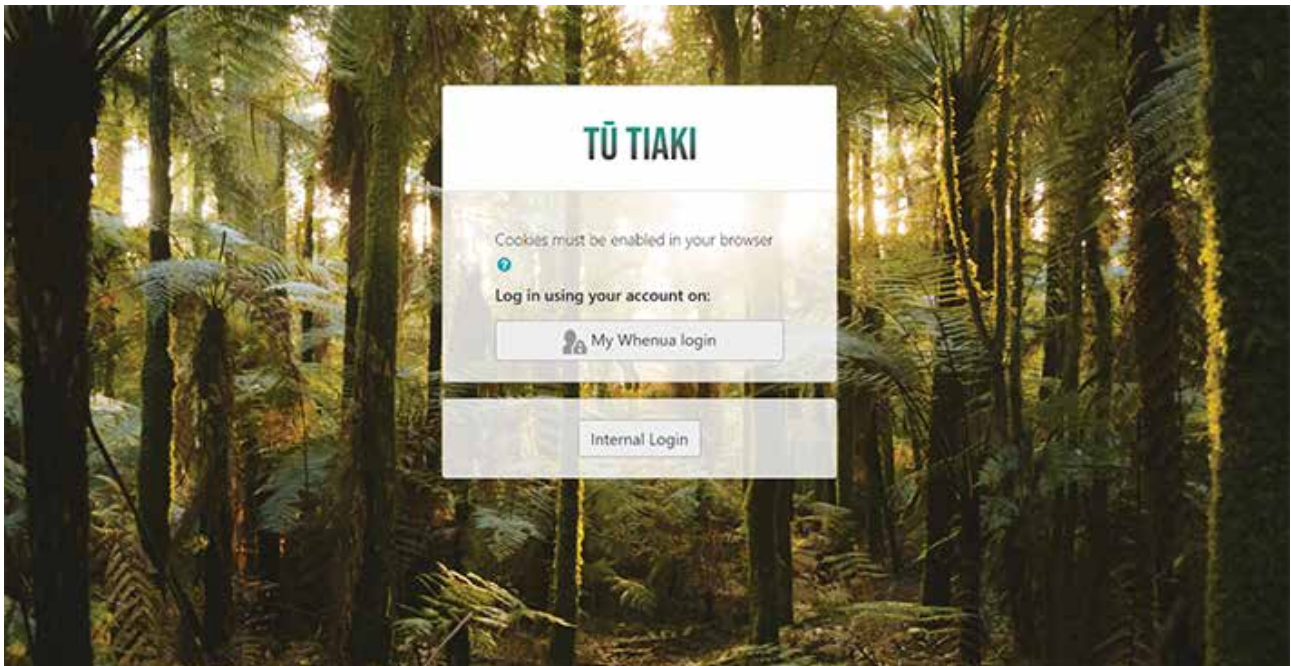 TŪ TIAKI
Cookies must be enabled in your browser
?
Log in using your account on:
My Whenua login
Internal Login